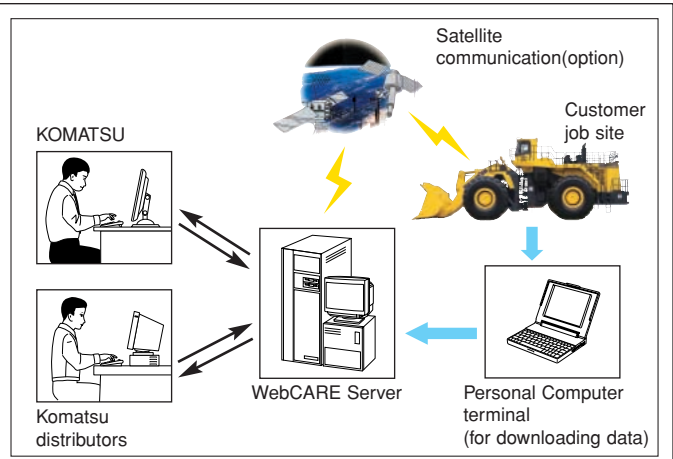 Satellite
communication(option)
KOMATSU
Customer
job site
WebCARE Server
Personal Computer
terminal
(for downloading data)
Komatsu
distributors